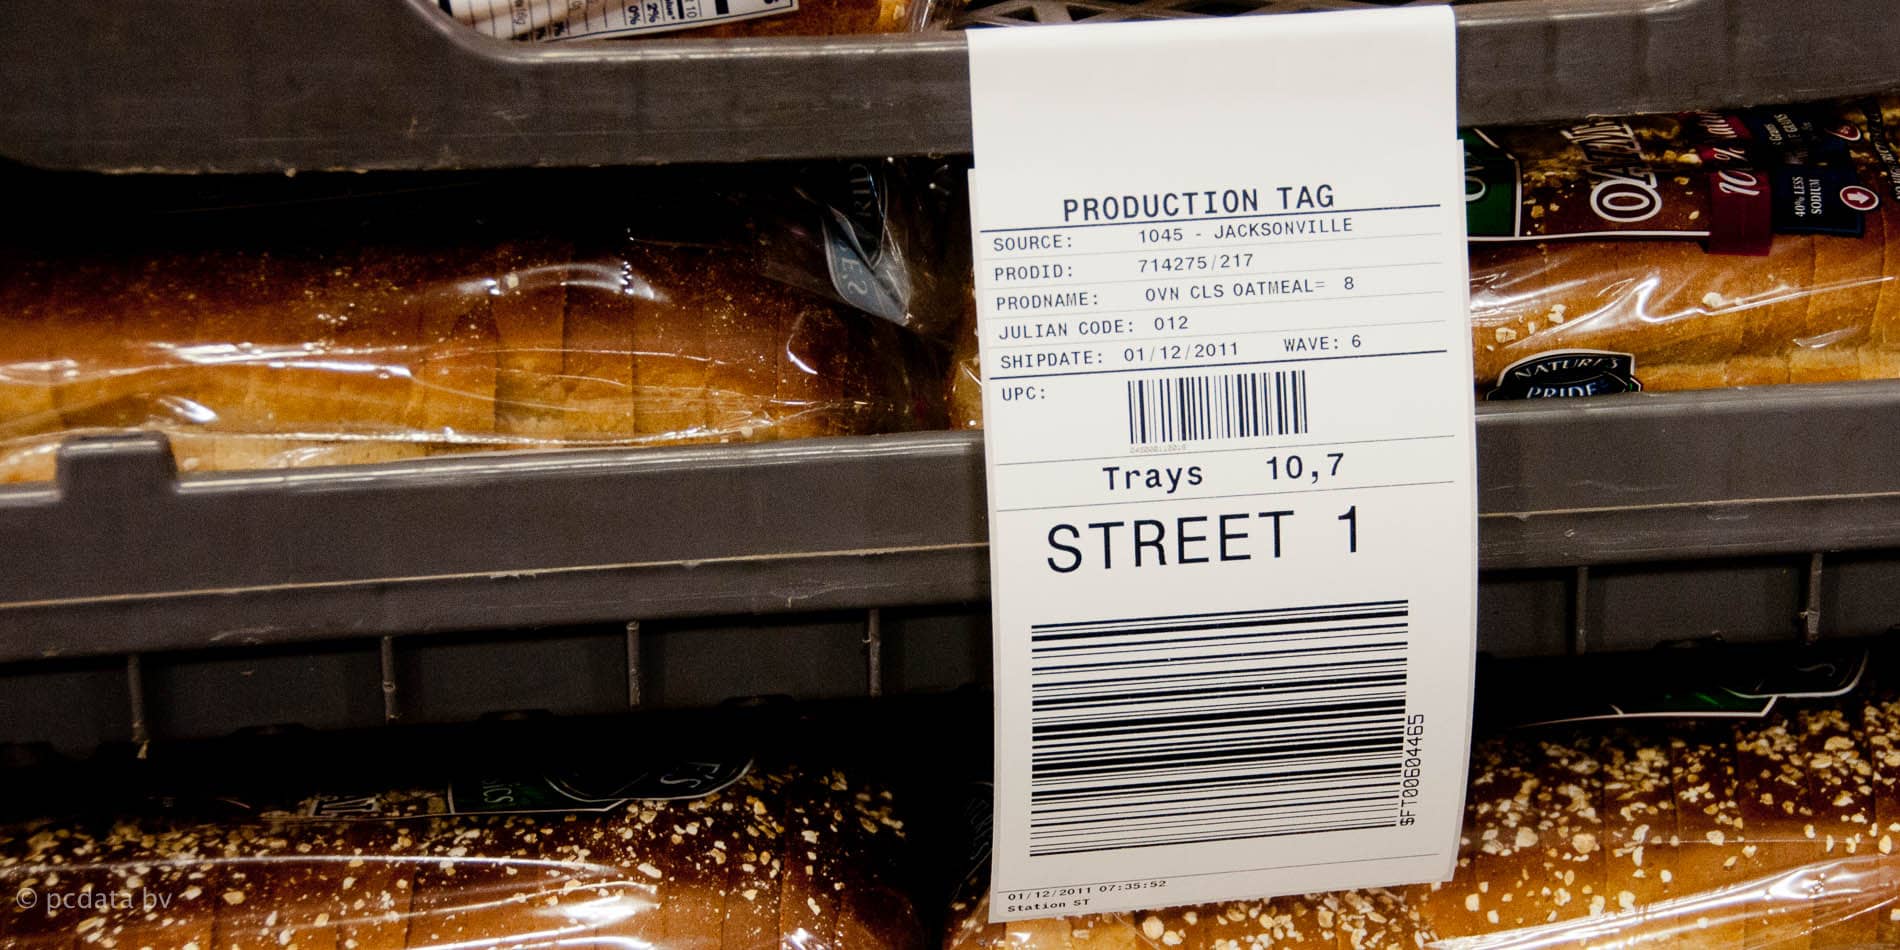 PRODUCTION TAG
SOURCE: 1045 - JACKSONVILLE
PRODID: 714275/217
PRODNAME: OVN CLS OATMEAL= 8
JULIAN CODE: 012
SHIPDATE: 01/12/2011 WAVE: 6
UPC:
Trays 10,7
STREET 1
$FT00604465
01/12/2011 07:35:52
Station ST
10%
40% LESS
SODIUM
NATURE'S
PRIDE
© pcdata bv